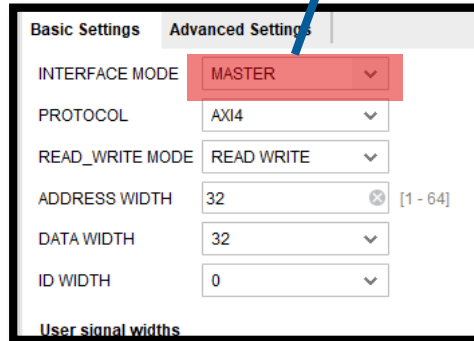 Basic Settings Advanced Settings
INTERFACE MODE MASTER
PROTOCOL AXI4
READ_WRITE MODE READ WRITE
ADDRESS WIDTH 32 [1 - 64]
DATA WIDTH 32
ID WIDTH 0
User signal widths